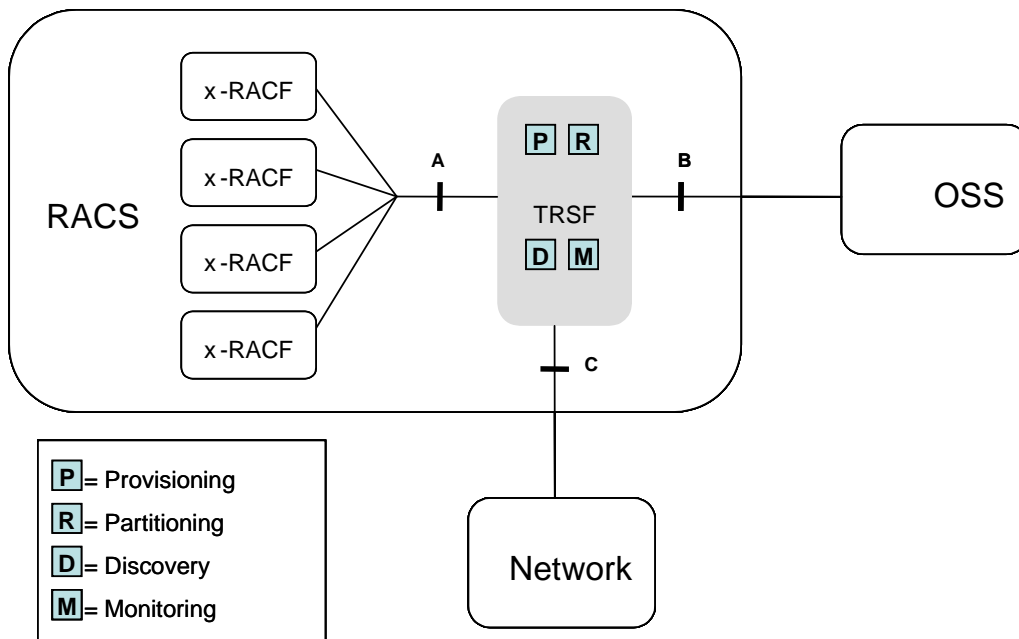 x-RACF
x-RACF
x-RACF
x-RACF
RACS
A
P R
TRSF
D M
B
C
OSS
Network
P = Provisioning
R = Partitioning
D = Discovery
M = Monitoring